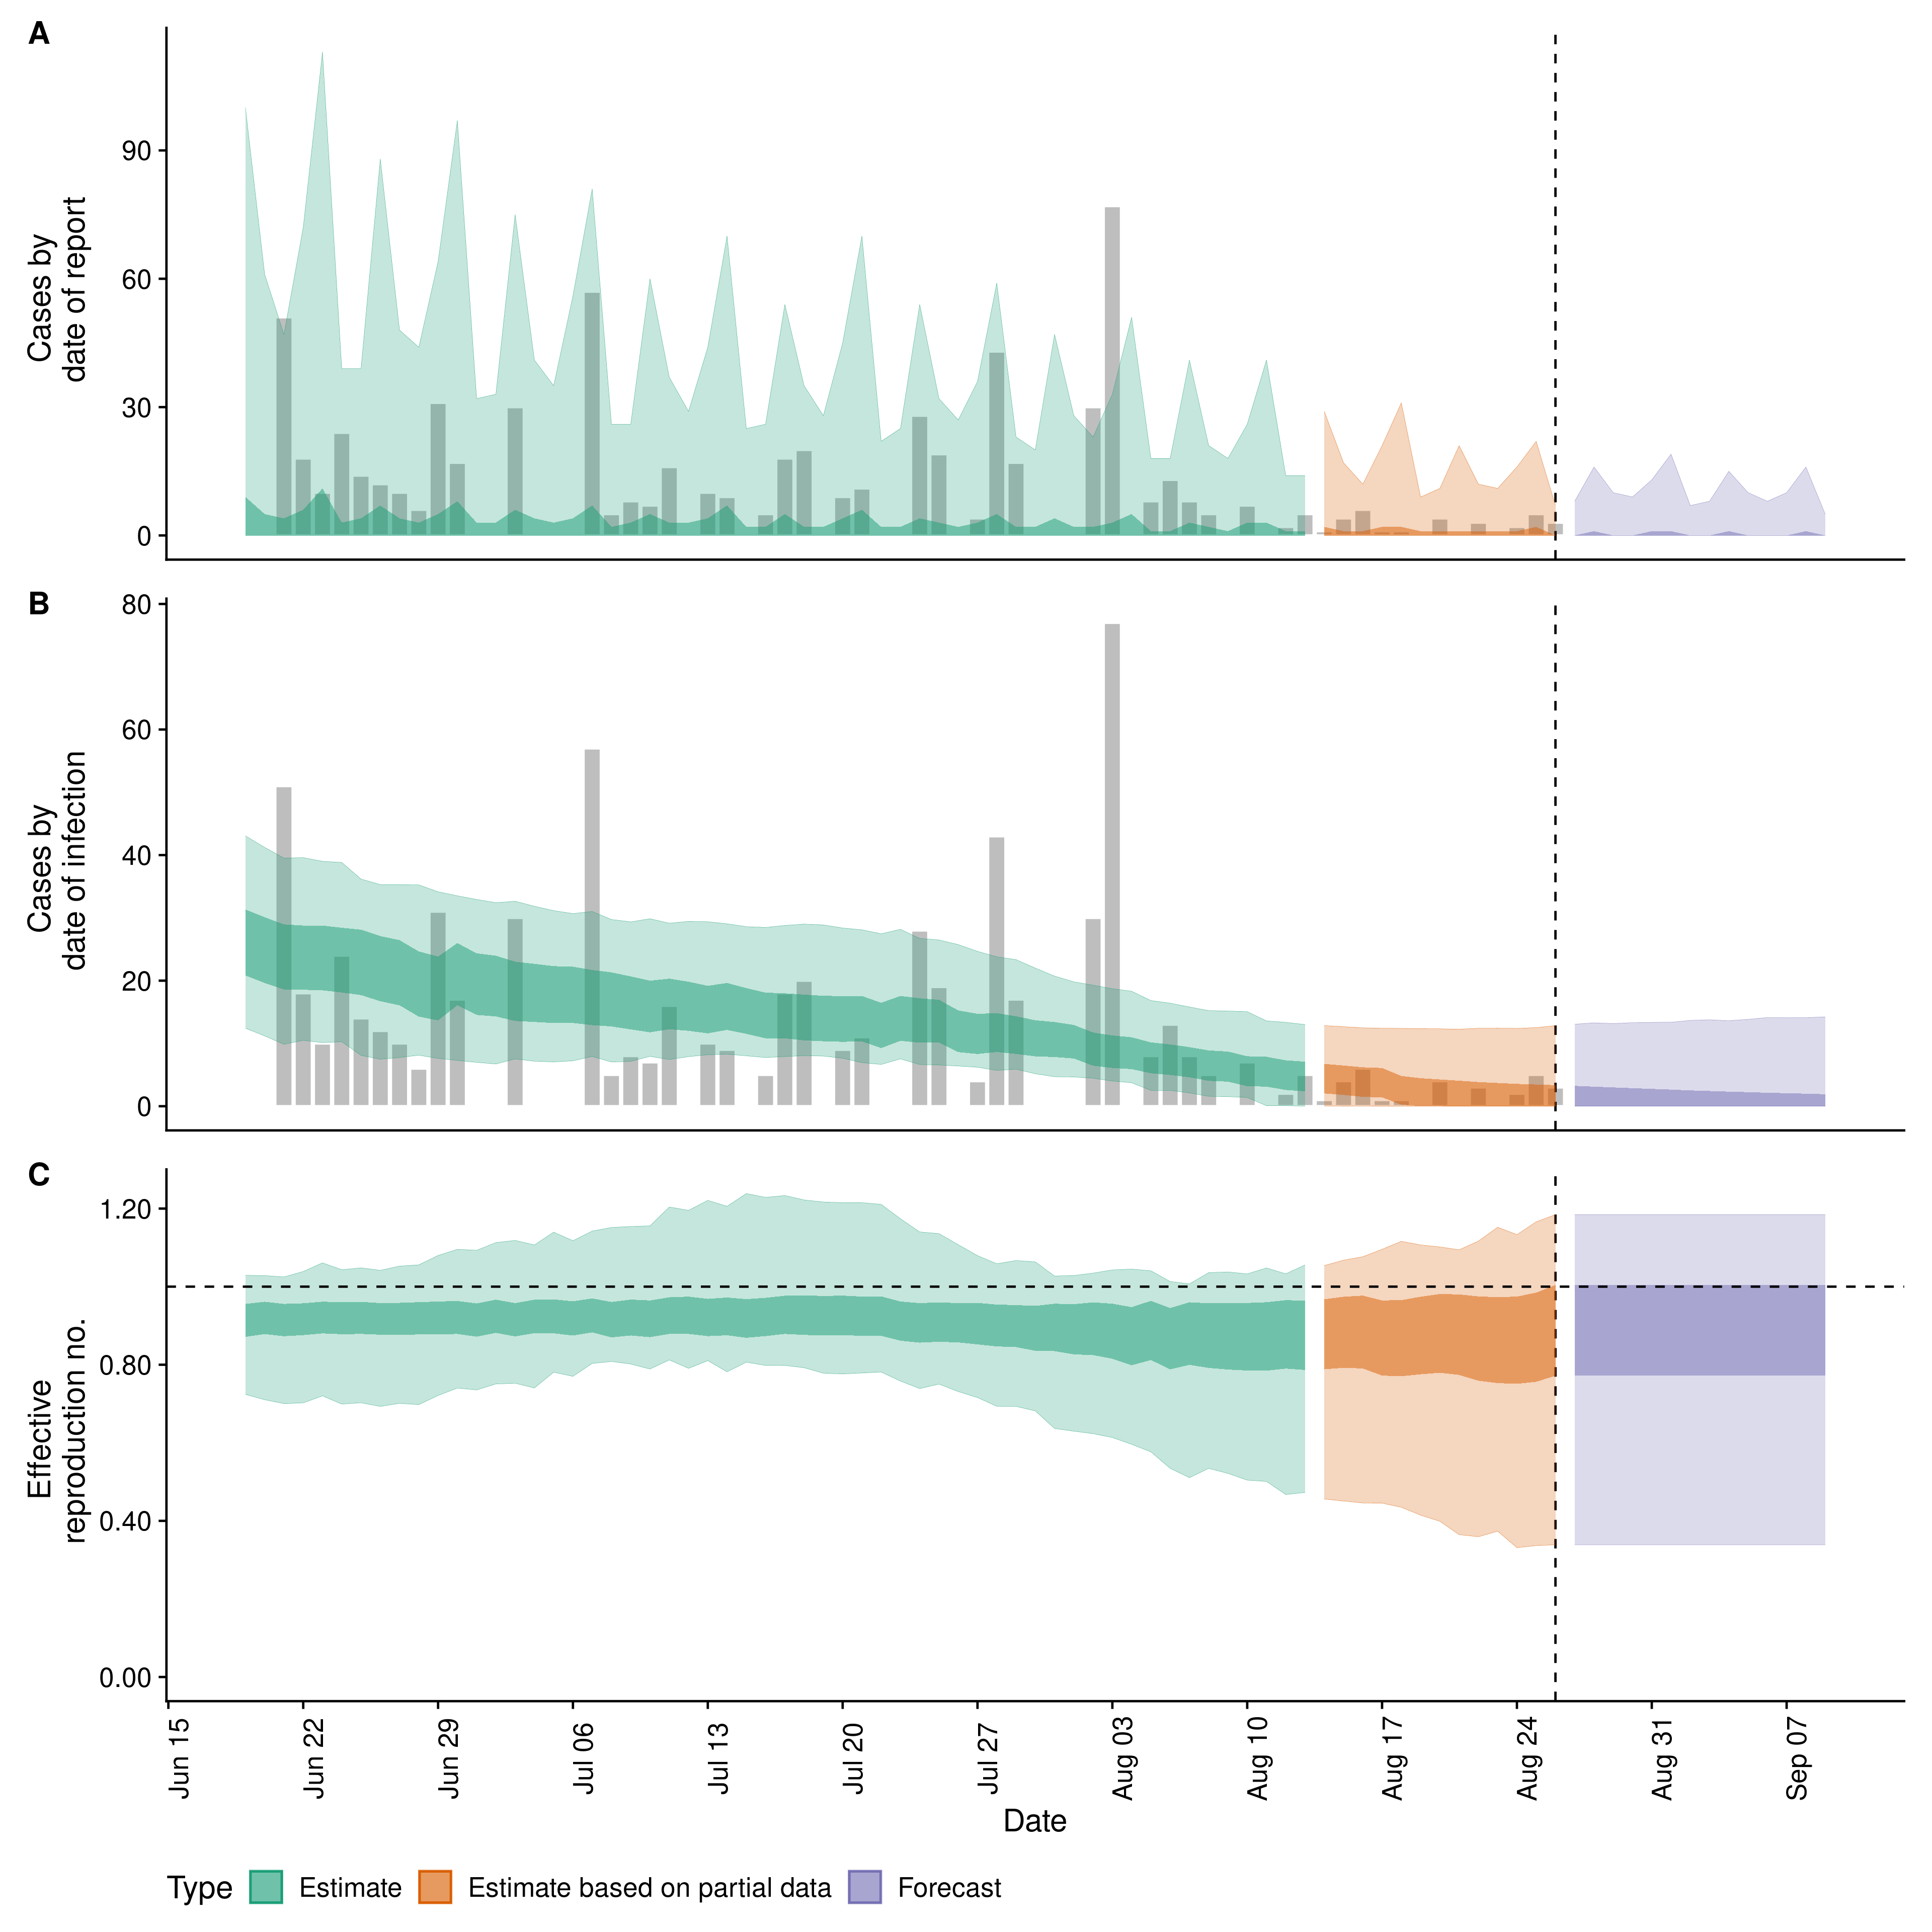 A
Cases by
date of report
90
60
30
0
B
Cases by
date of infection
80
60
40
20
0
C
Effective
reproduction no.
1.20
0.80
0.40
0.00
Jun 15
Jun 22
Jun 29
Jul 06
Jul 13
Jul 20
Jul 27
Aug 03
Aug 10
Aug 17
Aug 24
Aug 31
Sep 07
Date
Type Estimate Estimate based on partial data Forecast